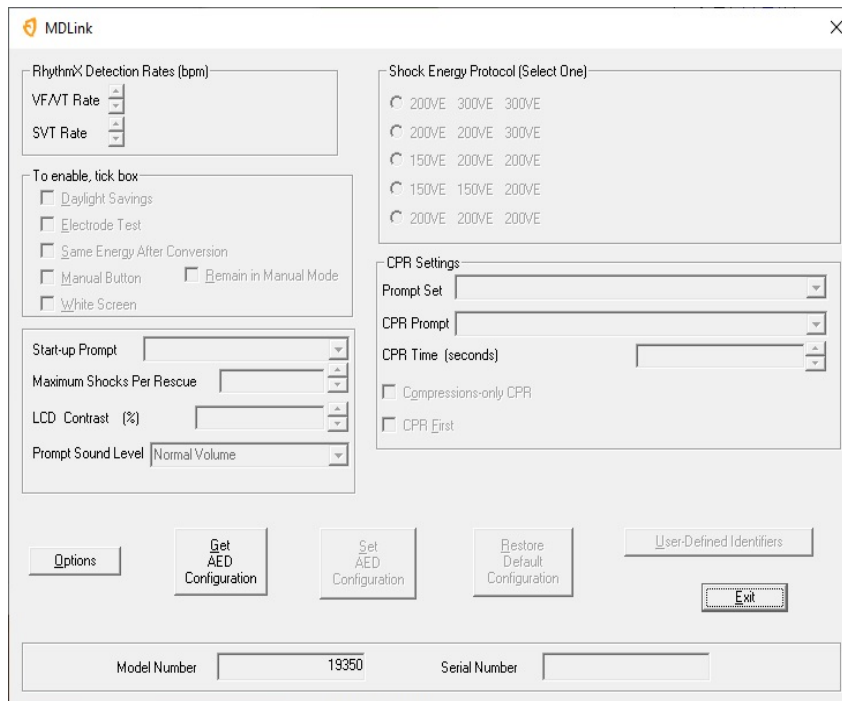 MDLink
RhythmX Detection Rates (bpm)
VF/VT Rate
SVT Rate
To enable, tick box
Daylight Savings
Electrode Test
Same Energy After Conversion
Manual Button
Remain in Manual Mode
White Screen
Start-up Prompt
Maximum Shocks Per Rescue
LCD Contrast (%)
Prompt Sound Level Normal Volume
Shock Energy Protocol (Select One)
200VE 300VE 300VE
200VE 200VE 300VE
150VE 200VE 200VE
150VE 150VE 200VE
200VE 200VE 200VE
CPR Settings
Prompt Set
CPR Prompt
CPR Time (seconds)
Compressions-only CPR
CPR First
Options
Get
AED
Configuration
Set
AED
Configuration
Restore
Default
Configuration
User-Defined Identifiers
Exit
Model Number 19350
Serial Number